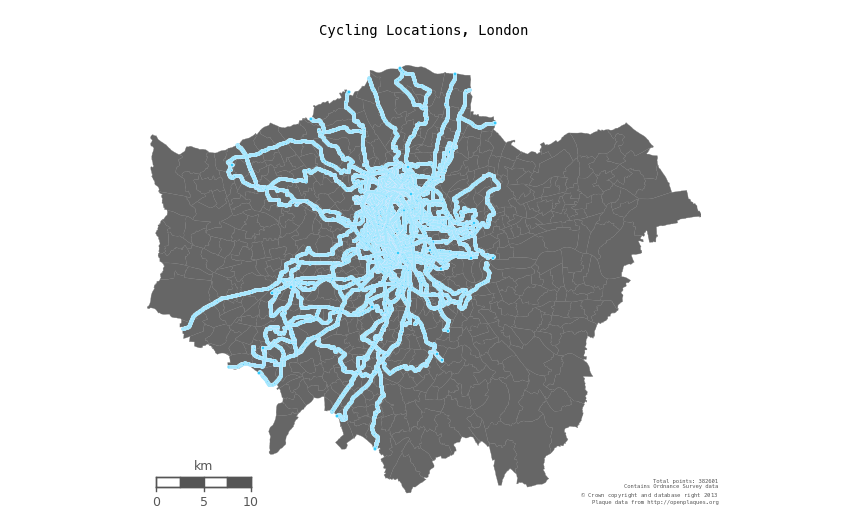 Cycling Locations, London
km
0 5 10
Total points: 382601
Contains Ordnance Survey data
© Crown copyright and database right 2013
Plaque data from http://openplaques.org